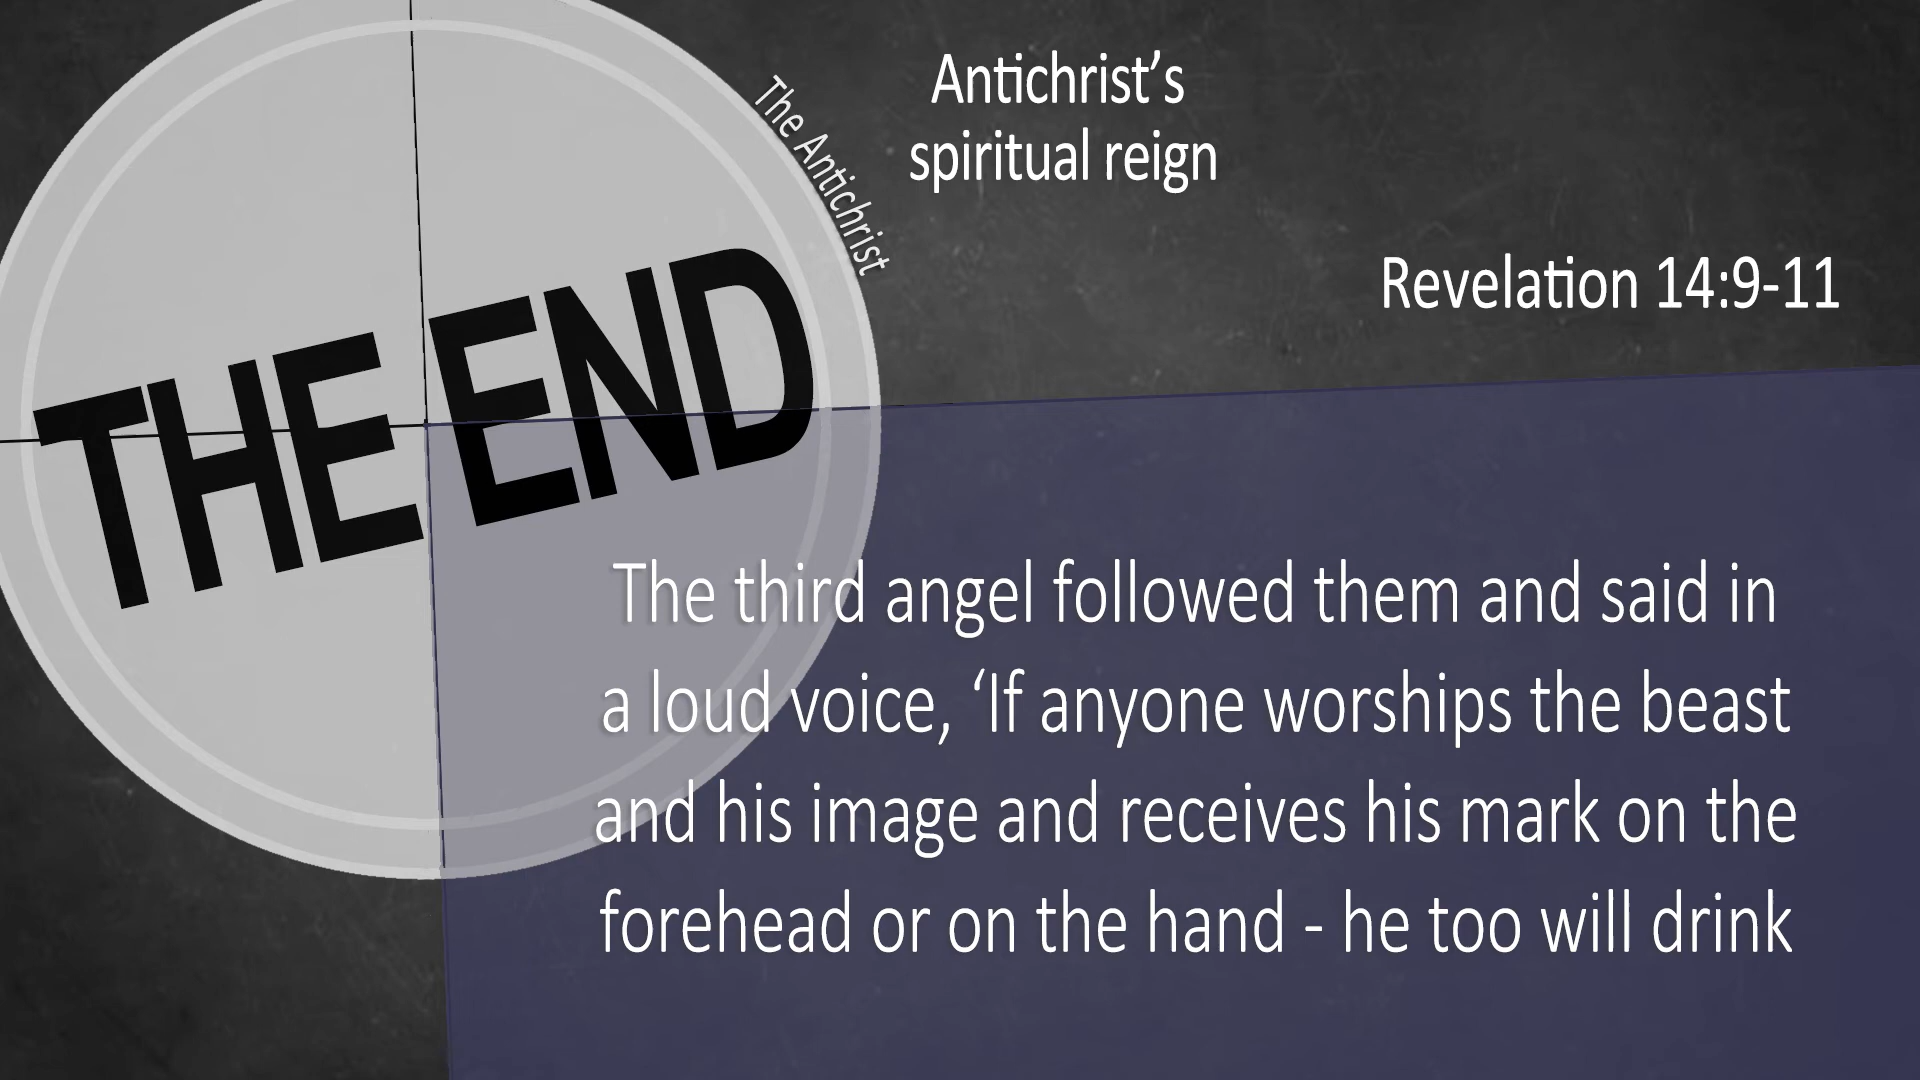 THE END
The Antichrist
Antichrist’s
spiritual reign
Revelation 14:9-11
The third angel followed them and said in
a loud voice, ‘If anyone worships the beast
and his image and receives his mark on the
forehead or on the hand - he too will drink